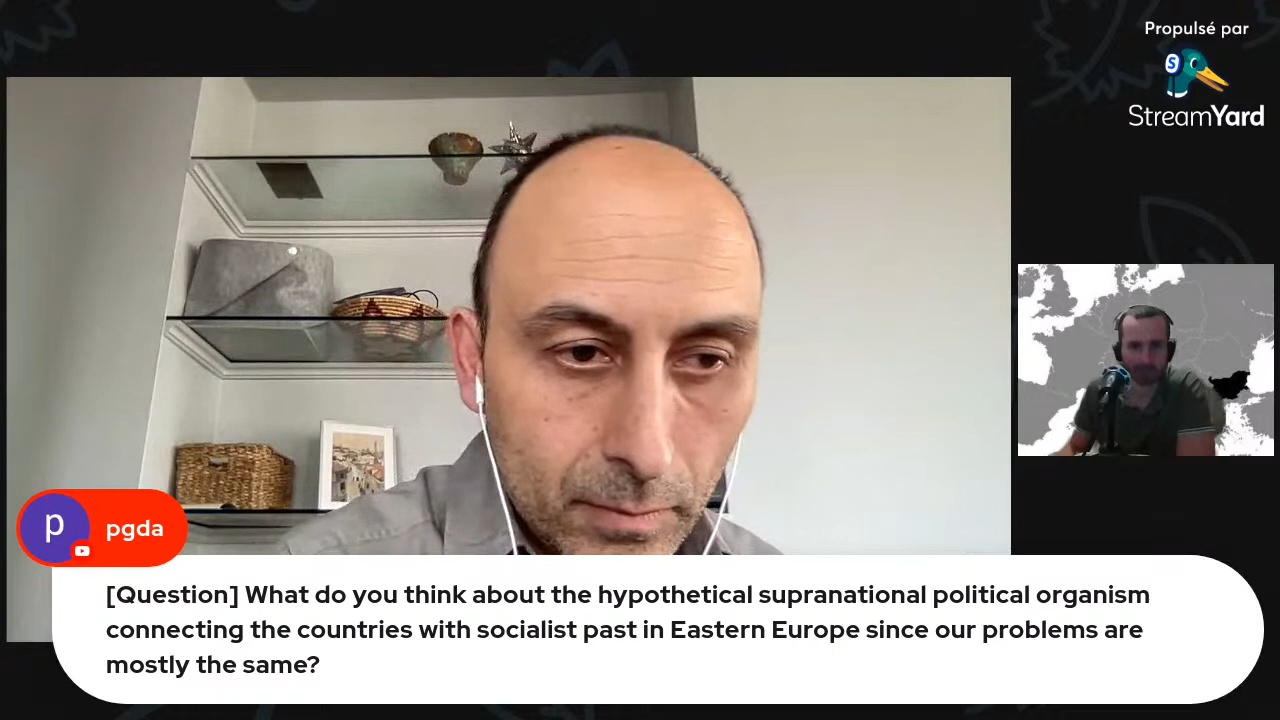 Propulsé par
S
StreamYard
p
pgda
[Question] What do you think about the hypothetical supranational political organism
connecting the countries with socialist past in Eastern Europe since our problems are
mostly the same?